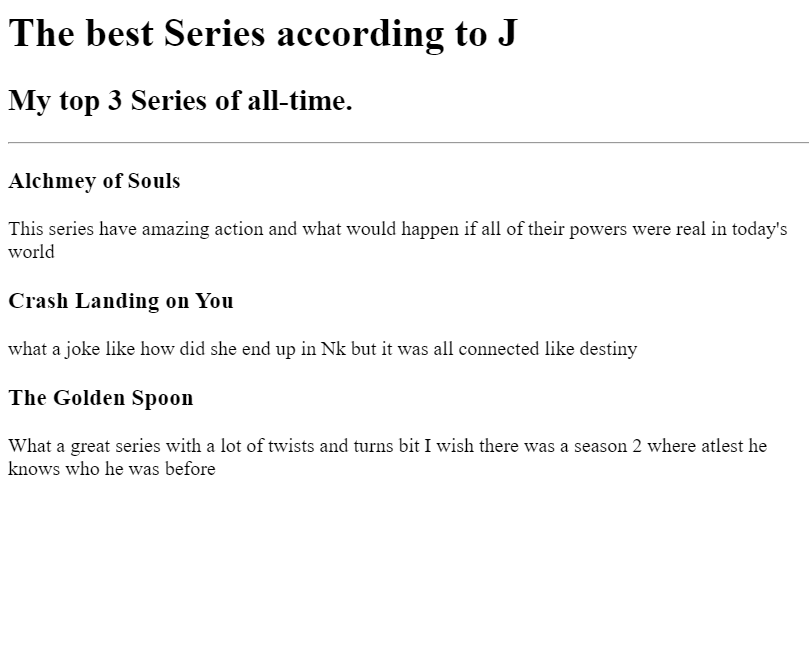 The best Series according to J
My top 3 Series of all-time.
Alchmey of Souls
This series have amazing action and what would happen if all of their powers were real in today's
world
Crash Landing on You
what a joke like how did she end up in Nk but it was all connected like destiny
The Golden Spoon
What a great series with a lot of twists and turns bit I wish there was a season 2 where atlest he
knows who he was before